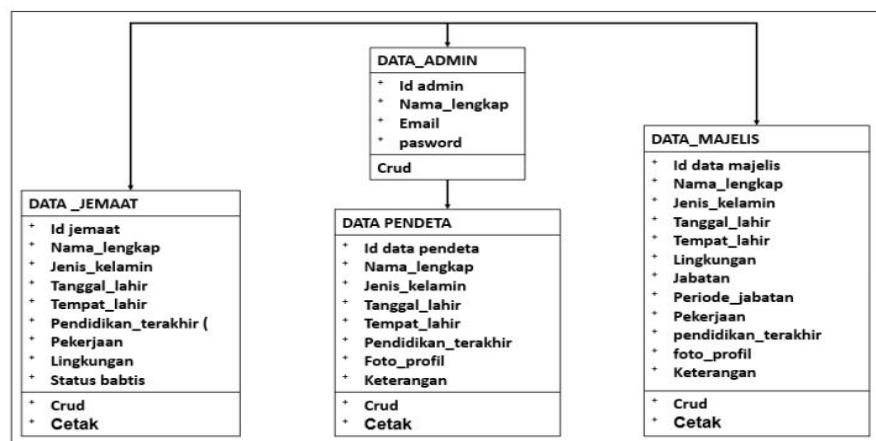 DATA_ADMIN
+ Id admin
+ Nama_lengkap
+ Email
+ pasword
Crud
DATA _JEMAAT
+ Id jemaat
+ Nama_lengkap
+ Jenis_kelamin
+ Tanggal_lahir
+ Tempat_lahir
+ Pendidikan_terakhir (
+ Pekerjaan
+ Lingkungan
+ Status babtis
+ Crud
+ Cetak
DATA PENDETA
+ Id data pendeta
+ Nama_lengkap
+ Jenis_kelamin
+ Tanggal_lahir
+ Tempat_lahir
+ Pendidikan_terakhir
+ Foto_profil
+ Keterangan
+ Crud
+ Cetak
DATA_MAJELIS
+ Id data majelis
+ Nama_lengkap
+ Jenis_kelamin
+ Tanggal_lahir
+ Tempat_lahir
+ Lingkungan
+ Jabatan
+ Periode_jabatan
+ Pekerjaan
+ pendidikan_terakhir
+ foto_profil
+ Keterangan
+ Crud
+ Cetak